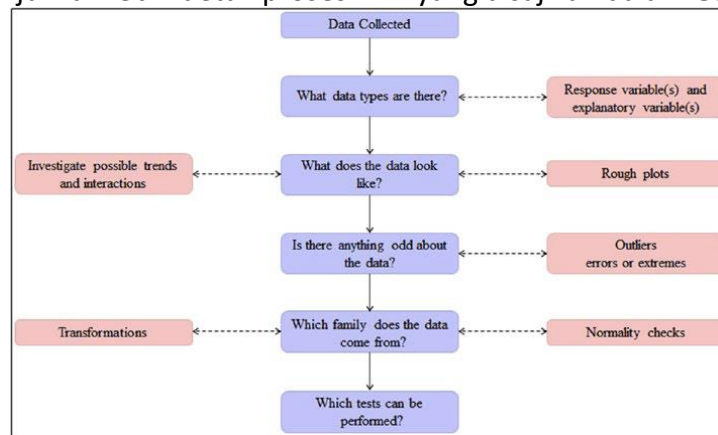 proses yang
Data Collected
What data types are there?
Response variable(s) and
explanatory variable(s)
Investigate possible trends
and interactions
What does the data look
like?
Rough plots
Is there anything odd about
the data?
Outliers
errors or extremes
Transformations
Which family does the data
come from?
Normality checks
Which tests can be
performed?